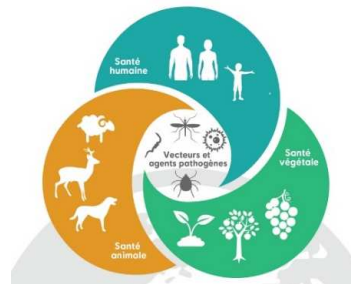 Santé
humaine
Vecteurs et
agents pathogènes
Santé
végétale
Santé
animale